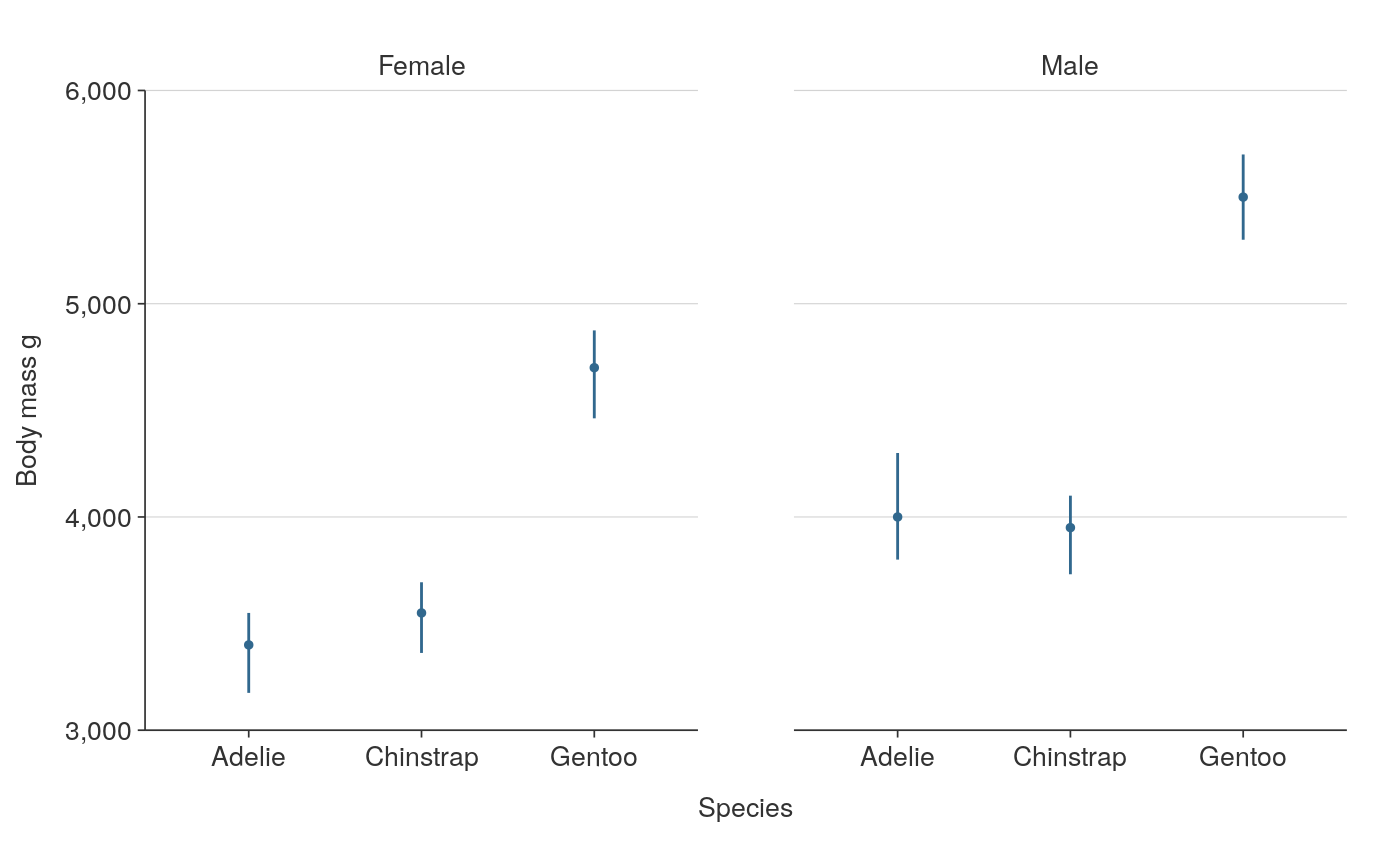 Female
Male
6,000
5,000
4,000
3,000
Body mass g
Adelie Chinstrap Gentoo
Adelie Chinstrap Gentoo
Species